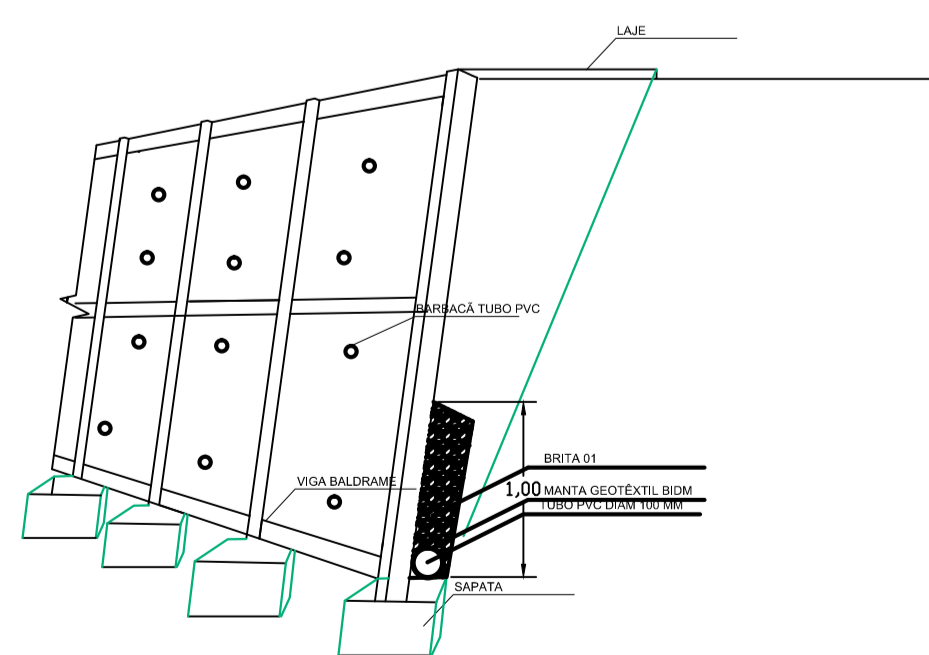 LAJE
BARBACÃ TUBO PVC
BRITA 01
VIGA BALDRAME
1,00
MANTA GEOTÊXTIL BIDM
TUBO PVC DIAM 100 MM
SAPATA